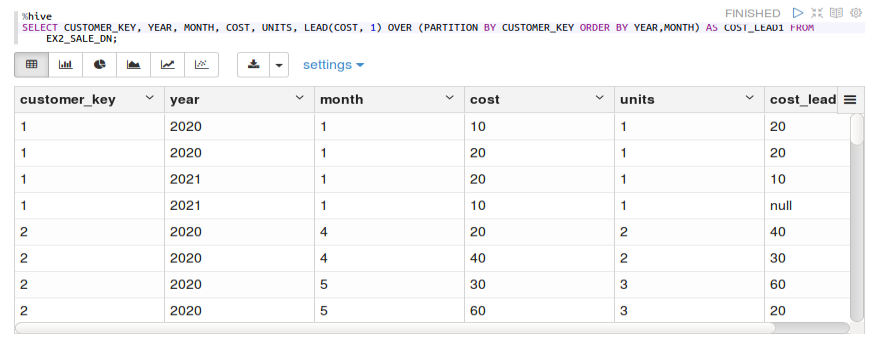 %hive
FINISHED
SELECT CUSTOMER_KEY, YEAR, MONTH, COST, UNITS, LEAD(COST, 1) OVER (PARTITION BY CUSTOMER_KEY ORDER BY YEAR,MONTH) AS COST_LEAD1 FROM
EX2_SALE_DN;
settings
customer_key year month cost units cost_lead
1 2020 1 10 1 20
1 2020 1 20 1 20
1 2021 1 20 1 10
1 2021 1 10 1 null
2 2020 4 20 2 40
2 2020 4 40 2 30
2 2020 5 30 3 60
2 2020 5 60 3 20